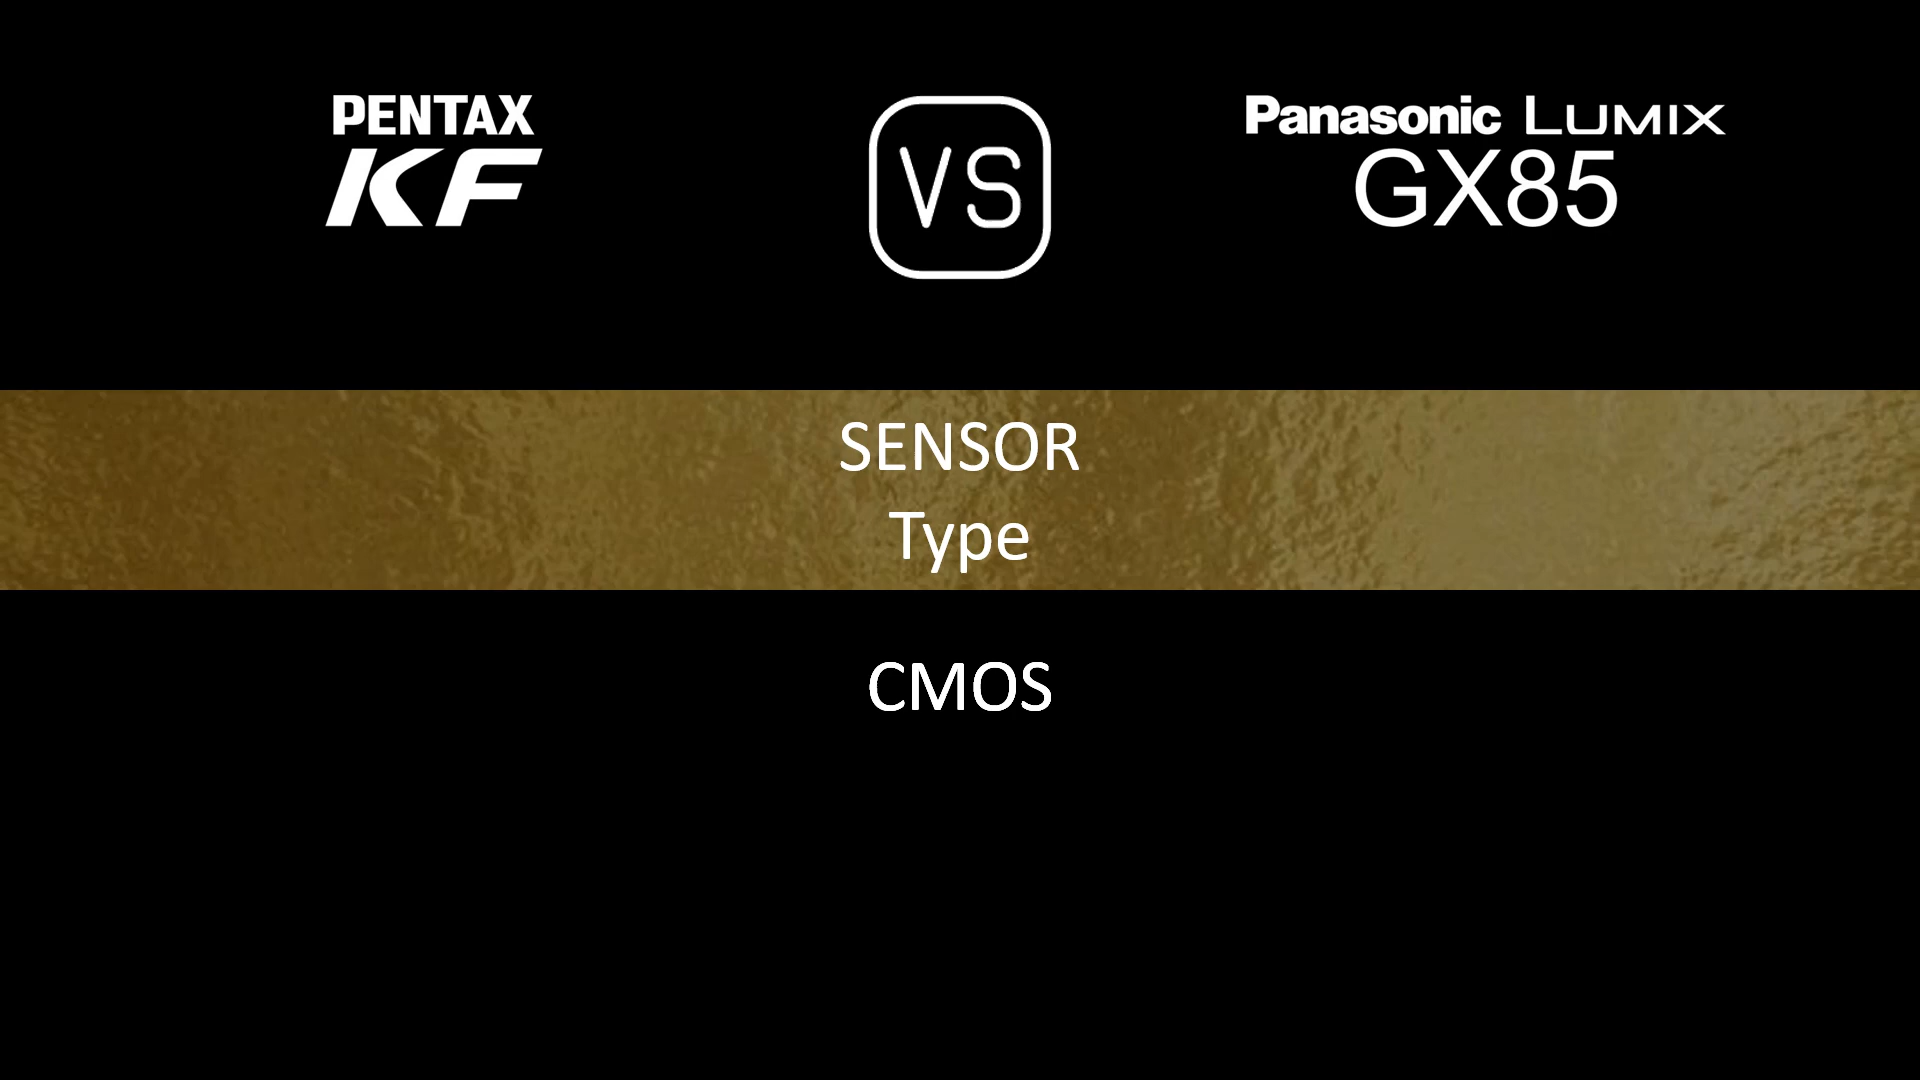 PENTAX
KF
VS
Panasonic LUMIX
GX85
SENSOR
Type
CMOS